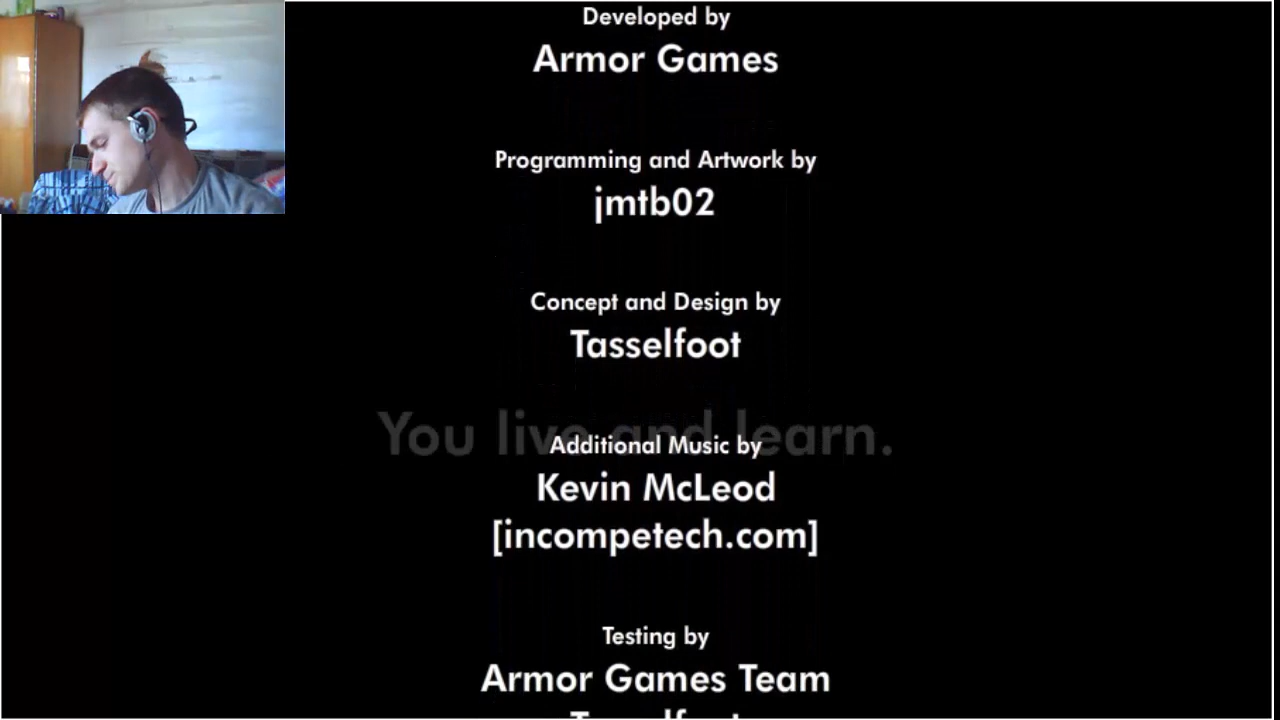 Developed by
Armor Games
Programming and Artwork by
jmtb02
Concept and Design by
Tasselfoot
You live and learn.
Additional Music by
Kevin McLeod
[incompetech.com]
Testing by
Armor Games Team